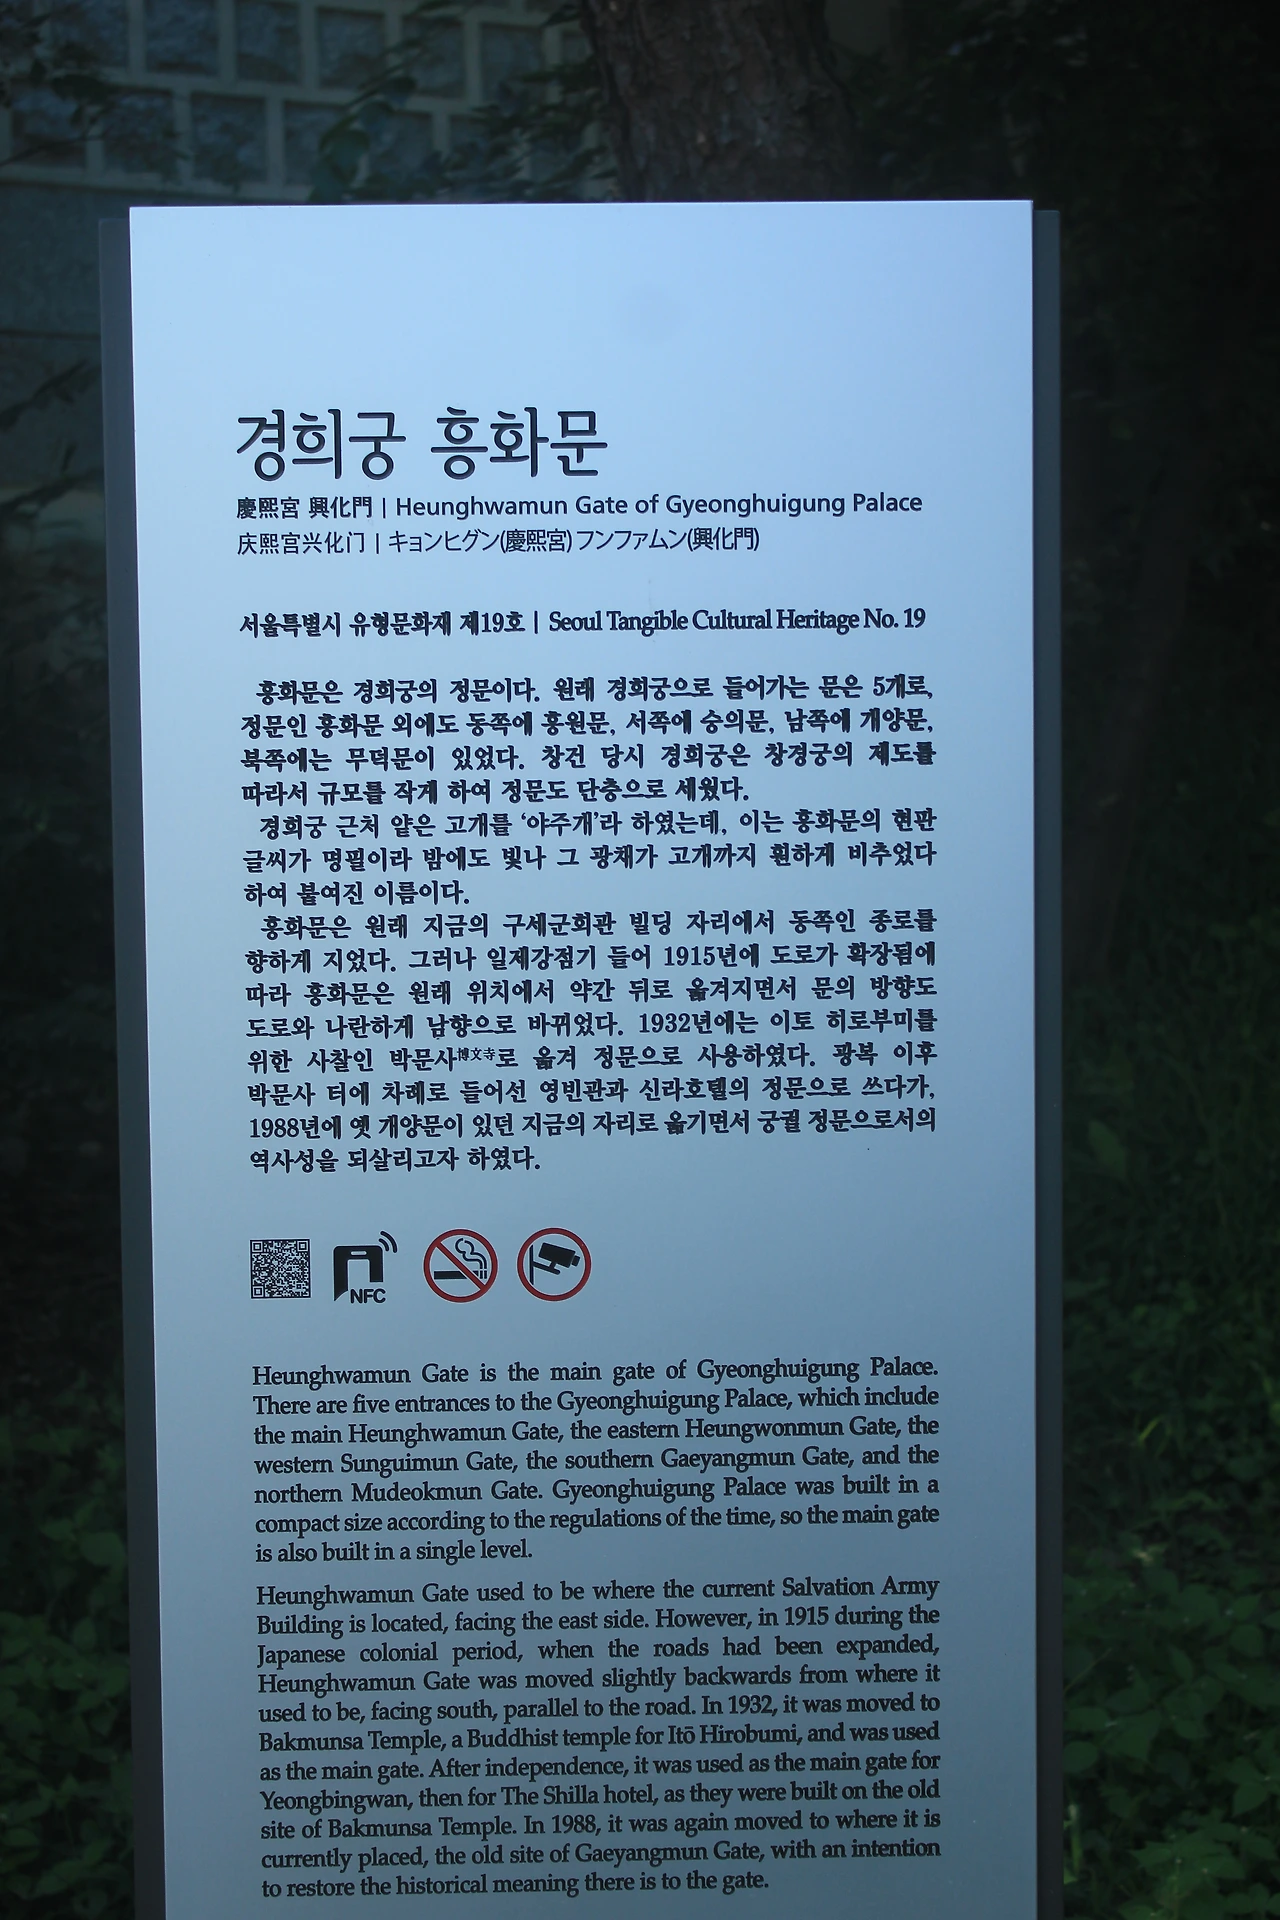 경희궁 흥화문
慶熙宮 興化門 | Heunghwamun Gate of Gyeonghuigung Palace
庆熙宫兴化门 | キョンヒグン(慶熙宮) フンファムン(興化門)
서울특별시 유형문화재 제19호 | Seoul Tangible Cultural Heritage No. 19
흥화문은 경희궁의 정문이다. 원래 경희궁으로 들어가는 문은 5개로,
정문인 흥화문 외에도 동쪽에 흥원문, 서쪽에 숭의문, 남쪽에 개양문,
북쪽에는 무덕문이 있었다. 창건 당시 경희궁은 창경궁의 제도를
따라서 규모를 작게 하여 정문도 단층으로 세웠다.
경희궁 근처 얕은 고개를 ‘야주개’라 하였는데, 이는 흥화문의 현판
글씨가 명필이라 밤에도 빛나 그 광채가 고개까지 훤하게 비추었다
하여 붙여진 이름이다.
흥화문은 원래 지금의 구세군회관 빌딩 자리에서 동쪽인 종로를
향하게 지었다. 그러나 일제강점기 들어 1915년에 도로가 확장됨에
따라 흥화문은 원래 위치에서 약간 뒤로 옮겨지면서 문의 방향도
도로와 나란하게 남향으로 바뀌었다. 1932년에는 이토 히로부미를
위한 사찰인 박문사博文寺로 옮겨 정문으로 사용하였다. 광복 이후
박문사 터에 차례로 들어선 영빈관과 신라호텔의 정문으로 쓰다가,
1988년에 옛 개양문이 있던 지금의 자리로 옮기면서 궁궐 정문으로서의
역사성을 되살리고자 하였다.
NFC
Heunghwamun Gate is the main gate of Gyeonghuigung Palace.
There are five entrances to the Gyeonghuigung Palace, which include
the main Heunghwamun Gate, the eastern Heungwonmun Gate, the
western Sunguimun Gate, the southern Gaeyangmun Gate, and the
northern Mudeokmun Gate. Gyeonghuigung Palace was built in a
compact size according to the regulations of the time, so the main gate
is also built in a single level.
Heunghwamun Gate used to be where the current Salvation Army
Building is located, facing the east side. However, in 1915 during the
Japanese colonial period, when the roads had been expanded,
Heunghwamun Gate was moved slightly backwards from where it
used to be, facing south, parallel to the road. In 1932, it was moved to
Bakmunsa Temple, a Buddhist temple for Itō Hirobumi, and was used
as the main gate. After independence, it was used as the main gate for
Yeongbingwan, then for The Shilla hotel, as they were built on the old
site of Bakmunsa Temple. In 1988, it was again moved to where it is
currently placed, the old site of Gaeyangmun Gate, with an intention
to restore the historical meaning there is to the gate.